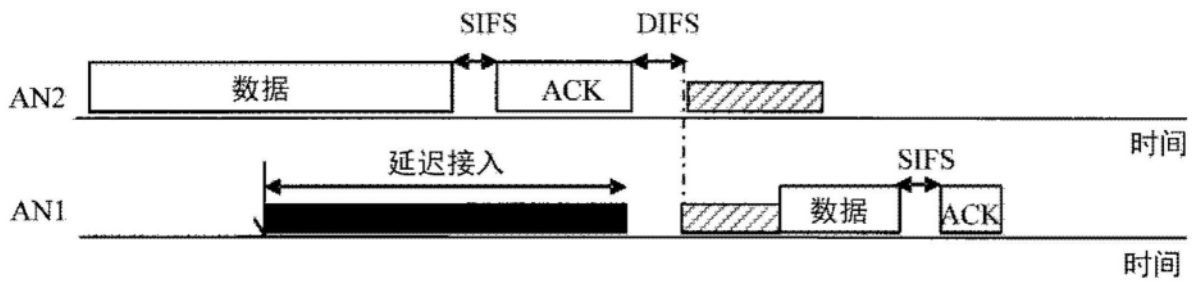 SIFS DIFS
AN2 数据 ACK
时间
延迟接入 SIFS
AN1 数据 ACK
时间